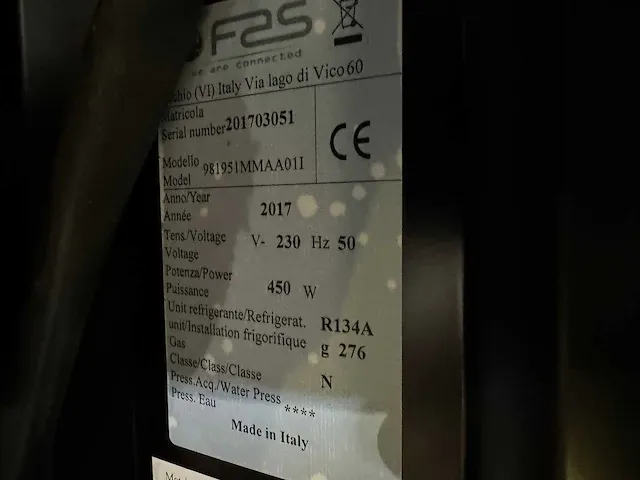 FAS
we are connected
Schio (VI) Italy Via lago di Vico 60
Matricola
Serial number 201703051
CE
Modello
Model 981951MMAA01I
Anno/Year
Année 2017
Tens/Voltage
Voltage V- 230 Hz 50
Potenza/Power
Puissance 450 W
Unit refrigerante/Refrigerat.
unit/Installation frigorifique R134A
Gas g 276
Classe/Class/Classe N
Press.Acq./Water Press
Press. Eau ****
Made in Italy